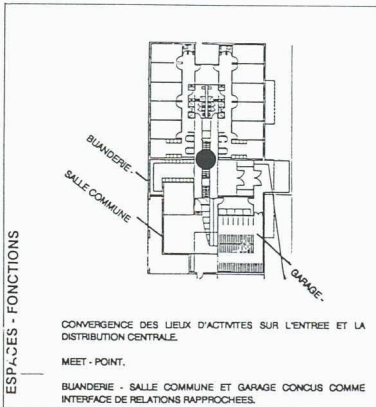 ESPACES - FONCTIONS
BUANDERIE.
SALLE COMMUNE
GARAGE.
CONVERGENCE DES LIEUX D'ACTIVITES SUR L'ENTREE ET LA
DISTRIBUTION CENTRALE.
MEET - POINT.
BUANDERIE - SALLE COMMUNE ET GARAGE CONCUS COMME
INTERFACE DE RELATIONS RAPPROCHEES.